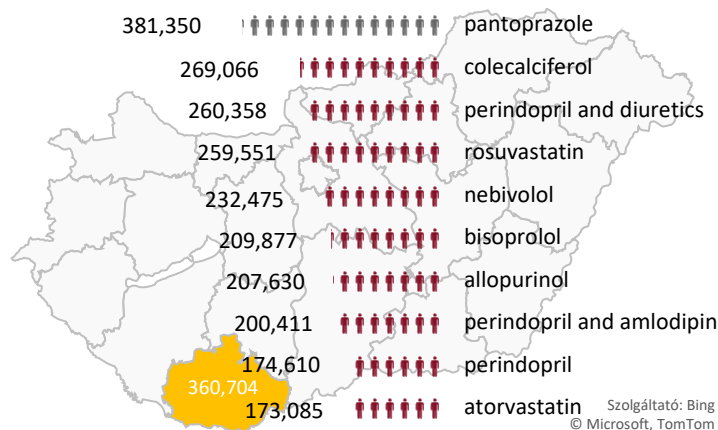 381,350 pantoprazole
269,066 colecalciferol
260,358 perindopril and diuretics
259,551 rosuvastatin
232,475 nebivolol
209,877 bisoprolol
207,630 allopurinol
200,411 perindopril and amlodipin
174,610 perindopril
360,704
173,085 atorvastatin
Szolgáltató: Bing
© Microsoft, TomTom